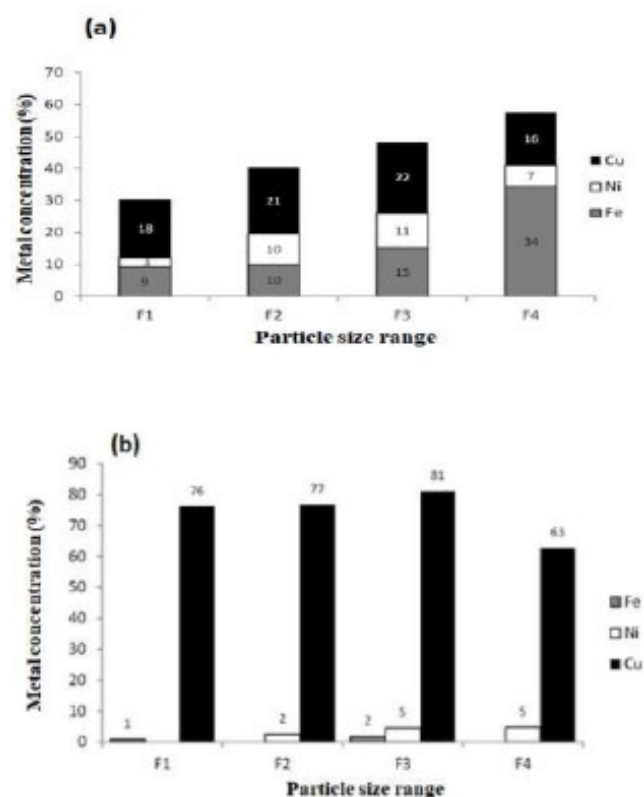 (a)
Metal concentration (%)
70
60
50
40
30
20
10
0
18
9
21
10
10
22
11
15
16
7
34
F1
F2
F3
F4
Particle size range
Cu
Ni
Fe
(b)
Metal concentration (%)
90
80
70
60
50
40
30
20
10
0
1
76
2
77
2
5
81
5
63
F1
F2
F3
F4
Particle size range
Fe
Ni
Cu